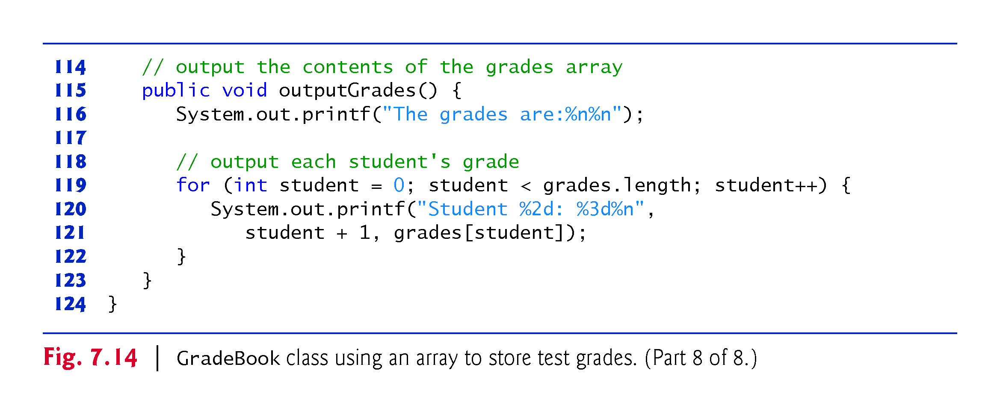 114     // output the contents of the grades array
115     public void outputGrades() {
116        System.out.printf("The grades are:%n%n");
117
118        // output each student's grade
119        for (int student = 0; student < grades.length; student++) {
120           System.out.printf("Student %2d: %3d%n",
121              student + 1, grades[student]);
122        }
123     }
124  }
Fig. 7.14 | GradeBook class using an array to store test grades. (Part 8 of 8.)